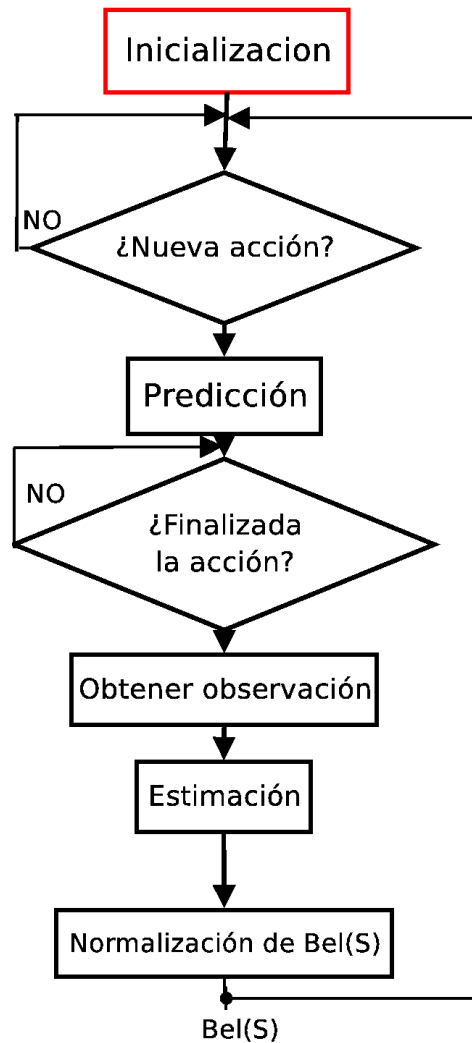 Inicializacion
NO
¿Nueva acción?
Predicción
NO
¿Finalizada
la acción?
Obtener observación
Estimación
Normalización de Bel(S)
Bel(S)